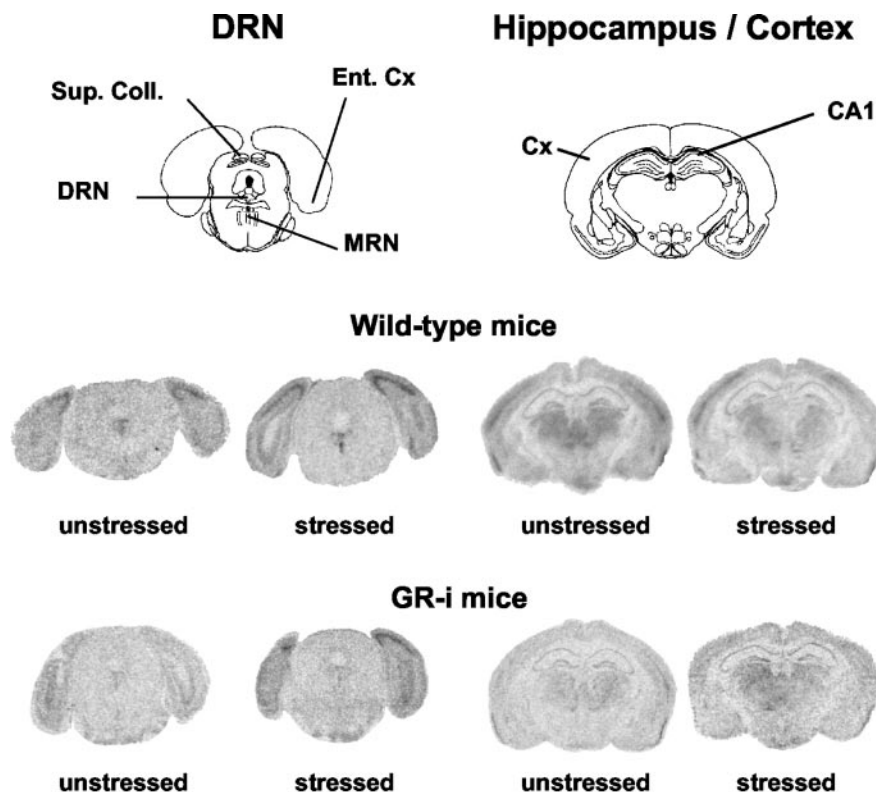 DRN
Hippocampus / Cortex
Sup. Coll.
Ent. Cx
CA1
Cx
DRN
MRN
Wild-type mice
unstressed
stressed
unstressed
stressed
GR-i mice
unstressed
stressed
unstressed
stressed